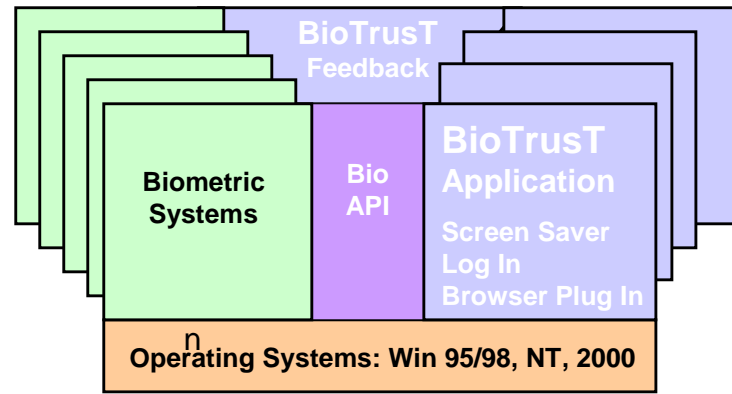 BioTrusT
Feedback
Biometric
Systems
Bio
API
BioTrusT
Application
Screen Saver
Log In
Browser Plug In
n
Operating Systems: Win 95/98, NT, 2000